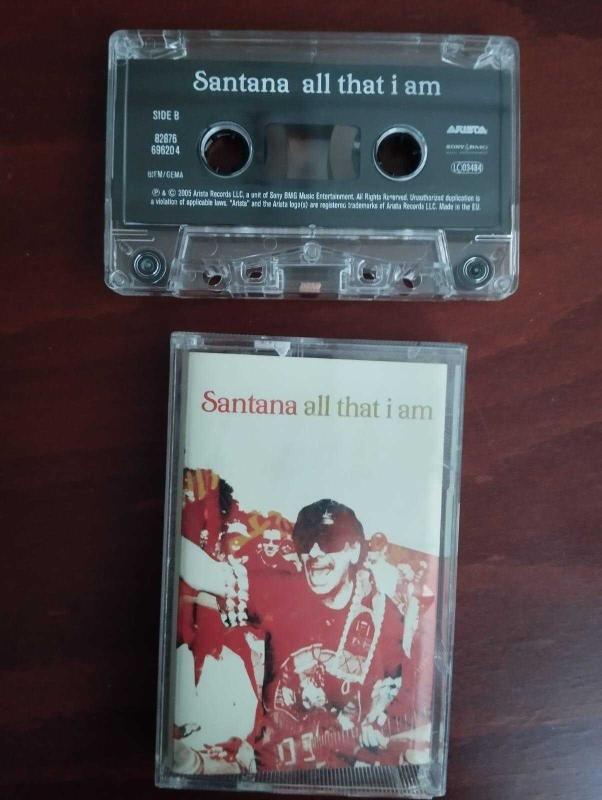 Santana all that i am
SIDE B
82876
69620 4
BIEM/GEMA
ARISTA
SONY BMG
LC 03484
℗ & © 2005 Arista Records LLC, a unit of Sony BMG Music Entertainment. All Rights Reserved. Unauthorized duplication is
a violation of applicable laws. "Arista" and the Arista logo(s) are registered trademarks of Arista Records LLC. Made in the EU.
Santana all that i am